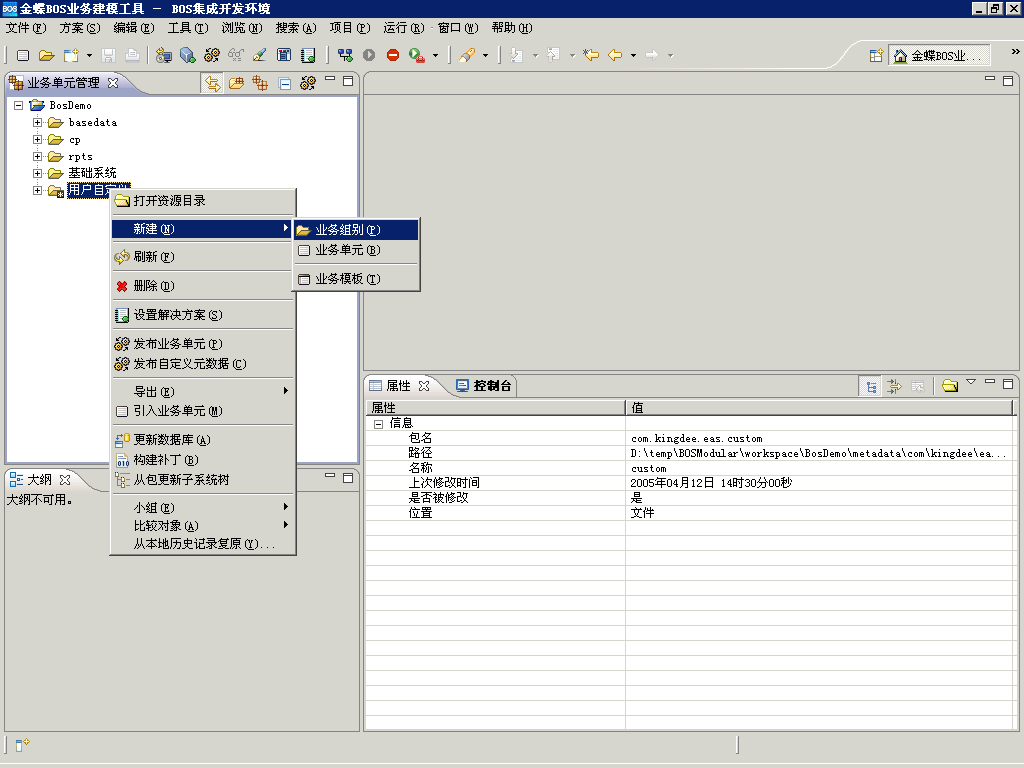 BOS 金蝶BOS业务建模工具 － BOS集成开发环境
文件(F) 方案(S) 编辑(E) 工具(T) 浏览(N) 搜索(A) 项目(P) 运行(R) 窗口(W) 帮助(H)
金蝶BOS业...
业务单元管理
BosDemo
basedata
cp
rpts
基础系统
用户自定义
打开资源目录
新建(N)
业务组别(P)
业务单元(B)
业务模板(T)
刷新(F)
删除(D)
设置解决方案(S)
发布业务单元(P)
发布自定义元数据(C)
导出(E)
引入业务单元(M)
更新数据库(A)
构建补丁(B)
从包更新子系统树
小组(E)
比较对象(A)
从本地历史记录复原(Y)...
大纲
大纲不可用。
属性 控制台
属性 值
信息
包名 com.kingdee.eas.custom
路径 D:\temp\BOSModular\workspace\BosDemo\metadata\com\kingdee\ea...
名称 custom
上次修改时间 2005年04月12日 14时30分00秒
是否被修改 是
位置 文件